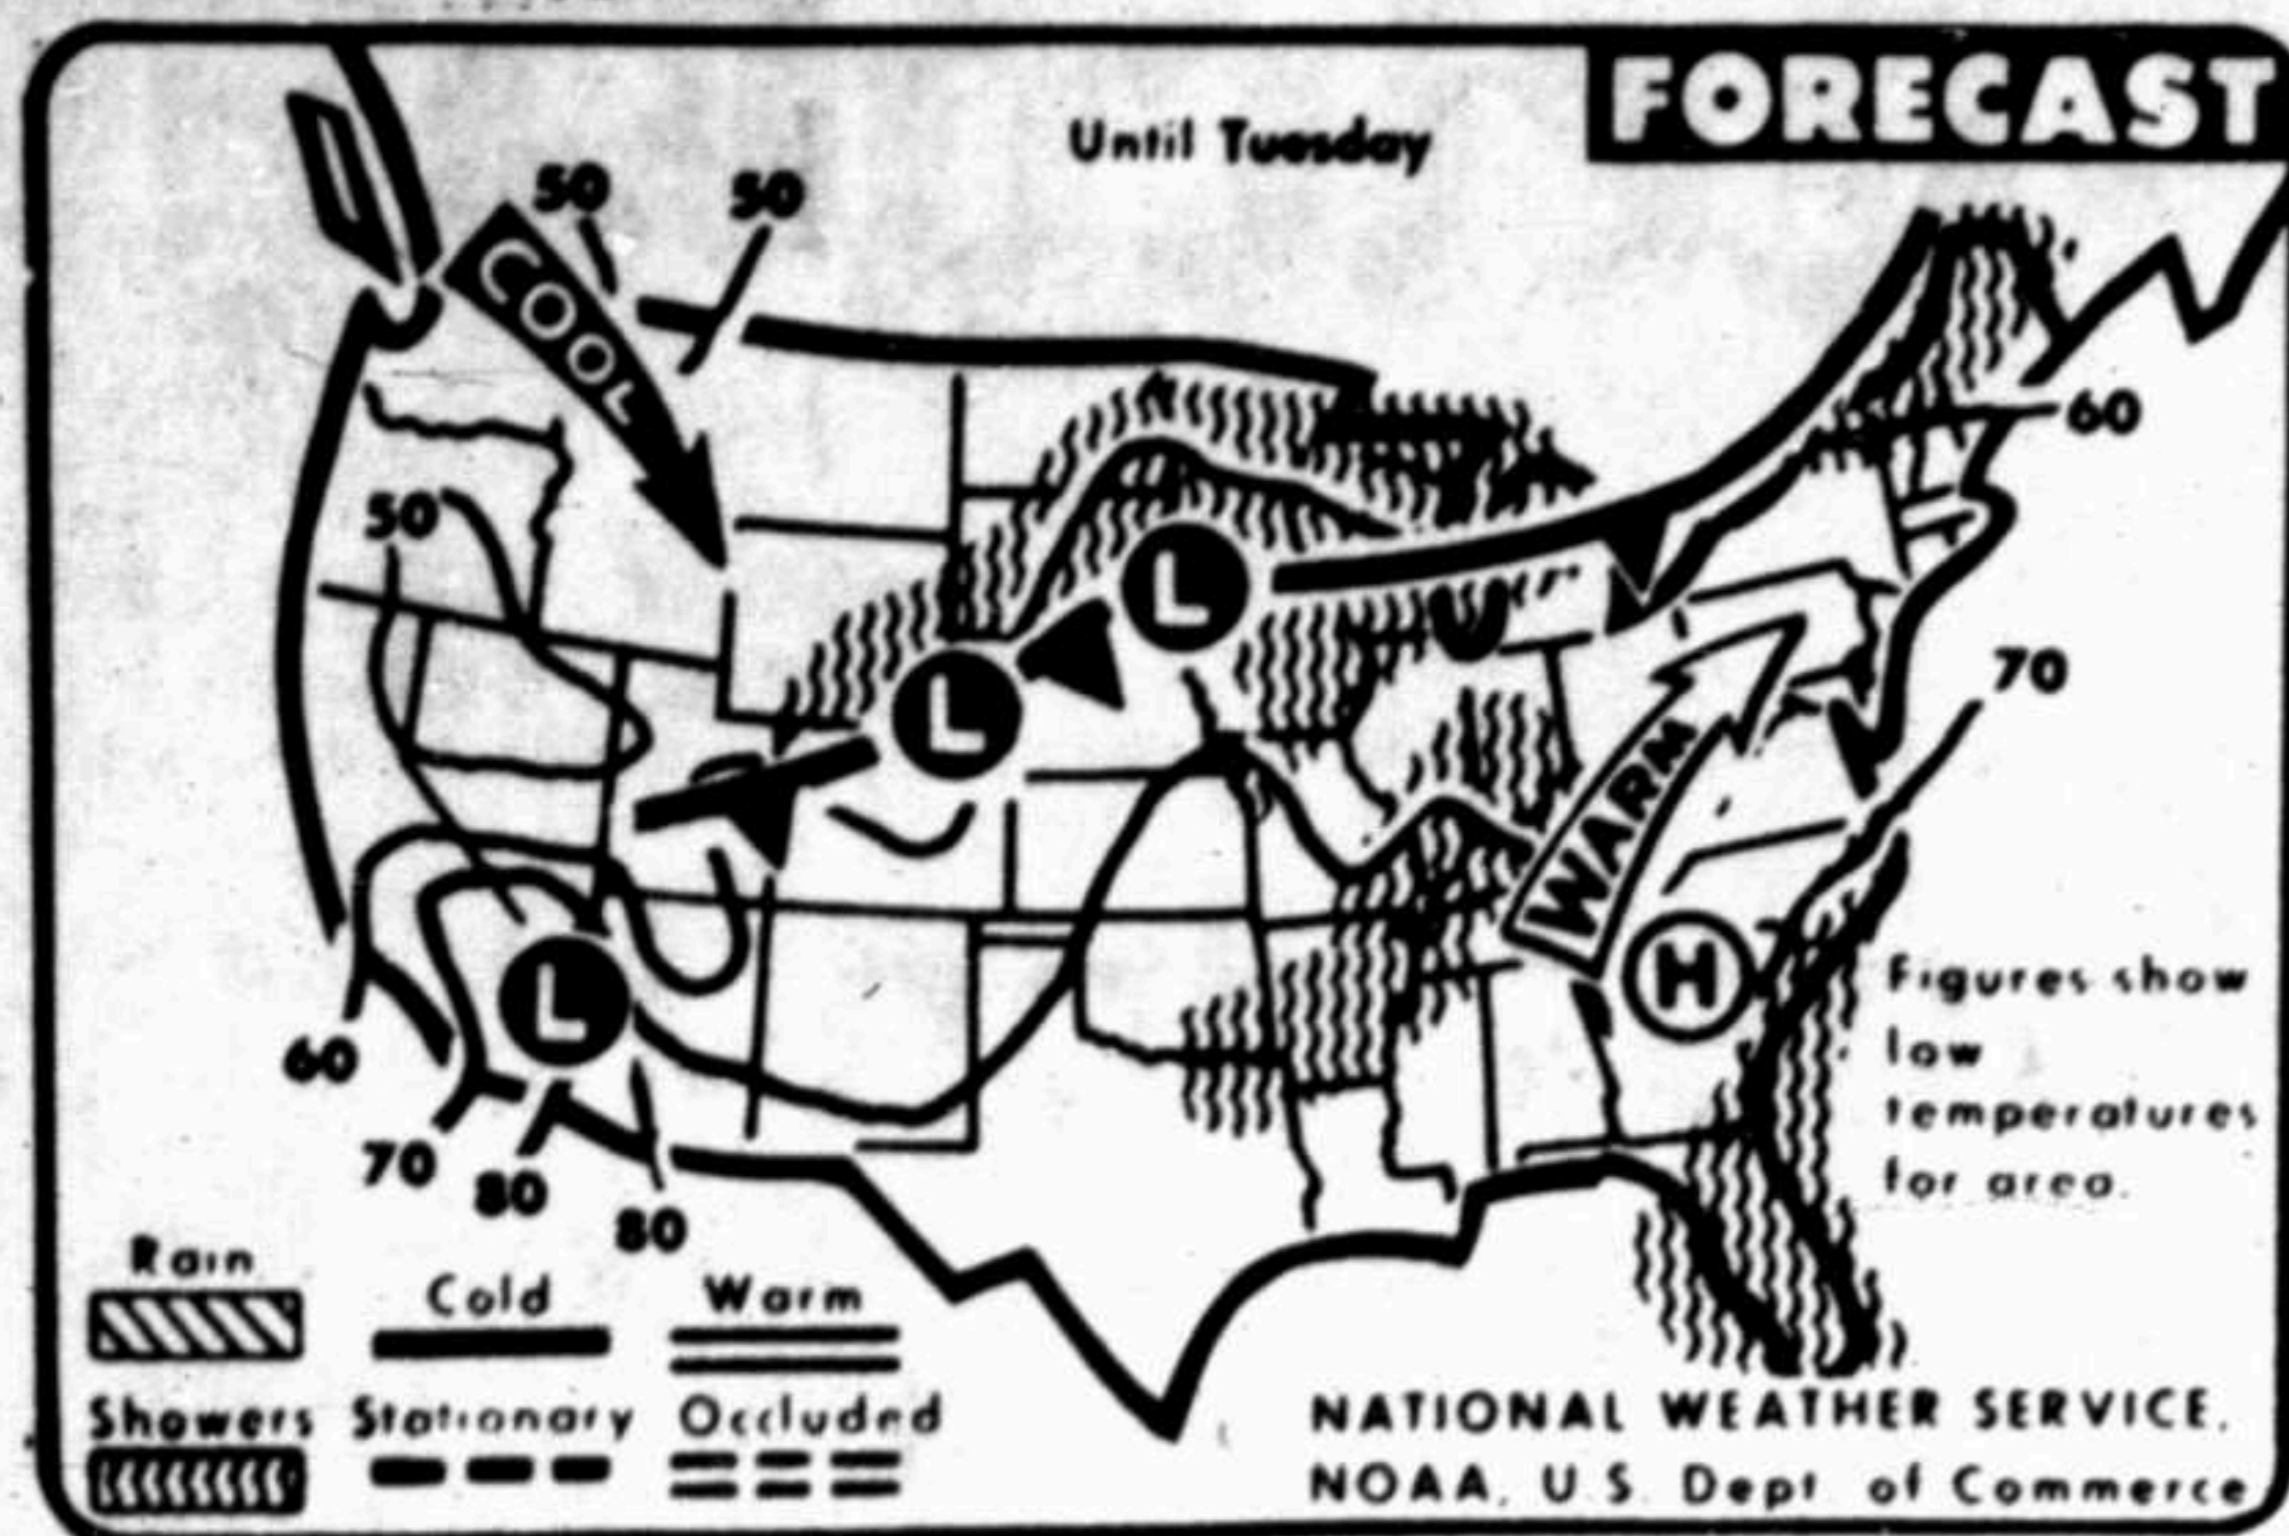 FORECAST
Until Tuesday
50
50
COOL
60
50
L
L
70
WARM
L
H
Figures show
low
temperatures
for area.
60
70
80
80
Rain
Cold
Warm
Showers
Stationary
Occluded
NATIONAL WEATHER SERVICE,
NOAA, U.S. Dept of Commerce